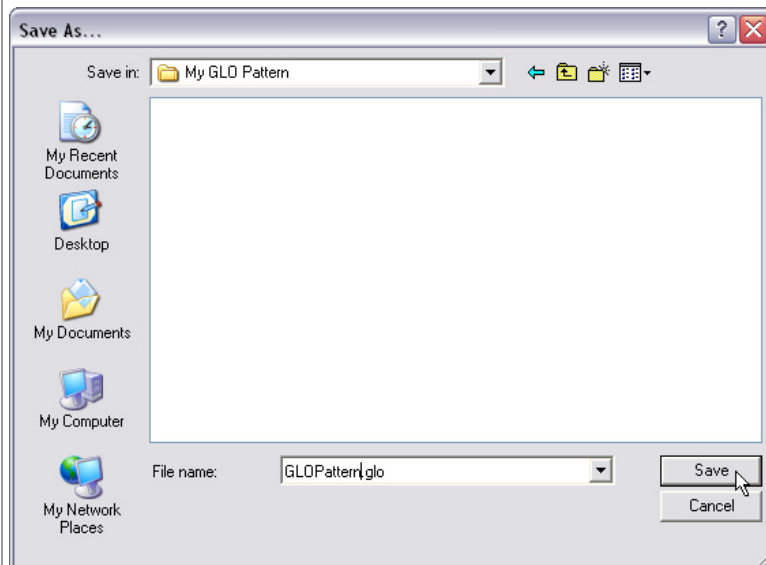 Save As...
Save in:
My GLO Pattern
My Recent
Documents
Desktop
My Documents
My Computer
My Network
Places
File name:
GLOPattern.glo
Save
Cancel